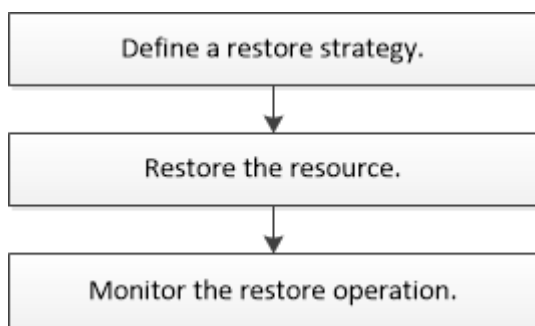 Define a restore strategy.
Restore the resource.
Monitor the restore operation.